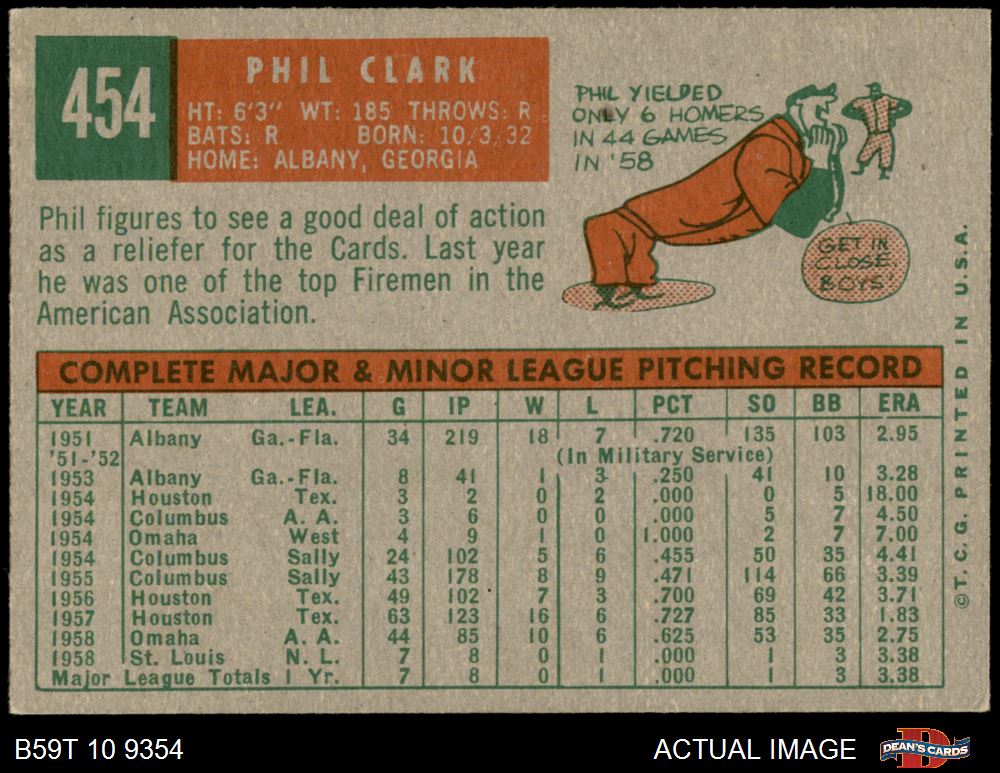 454
PHIL CLARK
HT: 6'3" WT: 185 THROWS: R
BATS: R BORN: 10/3/32
HOME: ALBANY, GEORGIA
PHIL YIELDED
ONLY 6 HOMERS
IN 44 GAMES
IN '58
GET IN
CLOSE
BOYS
Phil figures to see a good deal of action
as a reliefer for the Cards. Last year
he was one of the top Firemen in the
American Association.
COMPLETE MAJOR & MINOR LEAGUE PITCHING RECORD
YEAR TEAM LEA. G IP W L PCT SO BB ERA
1951 Albany Ga.-Fla. 34 219 18 7 .720 135 103 2.95
'51-'52 (In Military Service)
1953 Albany Ga.-Fla. 8 41 1 3 .250 41 10 3.28
1954 Houston Tex. 3 2 0 2 .000 0 5 18.00
1954 Columbus A. A. 3 6 0 0 .000 5 7 4.50
1954 Omaha West 4 9 1 0 1.000 2 7 7.00
1954 Columbus Sally 24 102 5 6 .455 50 35 4.41
1955 Columbus Sally 43 178 8 9 .471 114 66 3.39
1956 Houston Tex. 49 102 7 3 .700 69 42 3.71
1957 Houston Tex. 63 123 16 6 .727 85 33 1.83
1958 Omaha A. A. 44 85 10 6 .625 53 35 2.75
1958 St. Louis N. L. 7 8 0 1 .000 1 3 3.38
Major League Totals 1 Yr. 7 8 0 1 .000 1 3 3.38
©T. C. G. PRINTED IN U.S.A.
B59T 10 9354
ACTUAL IMAGE
DEAN'S CARDS